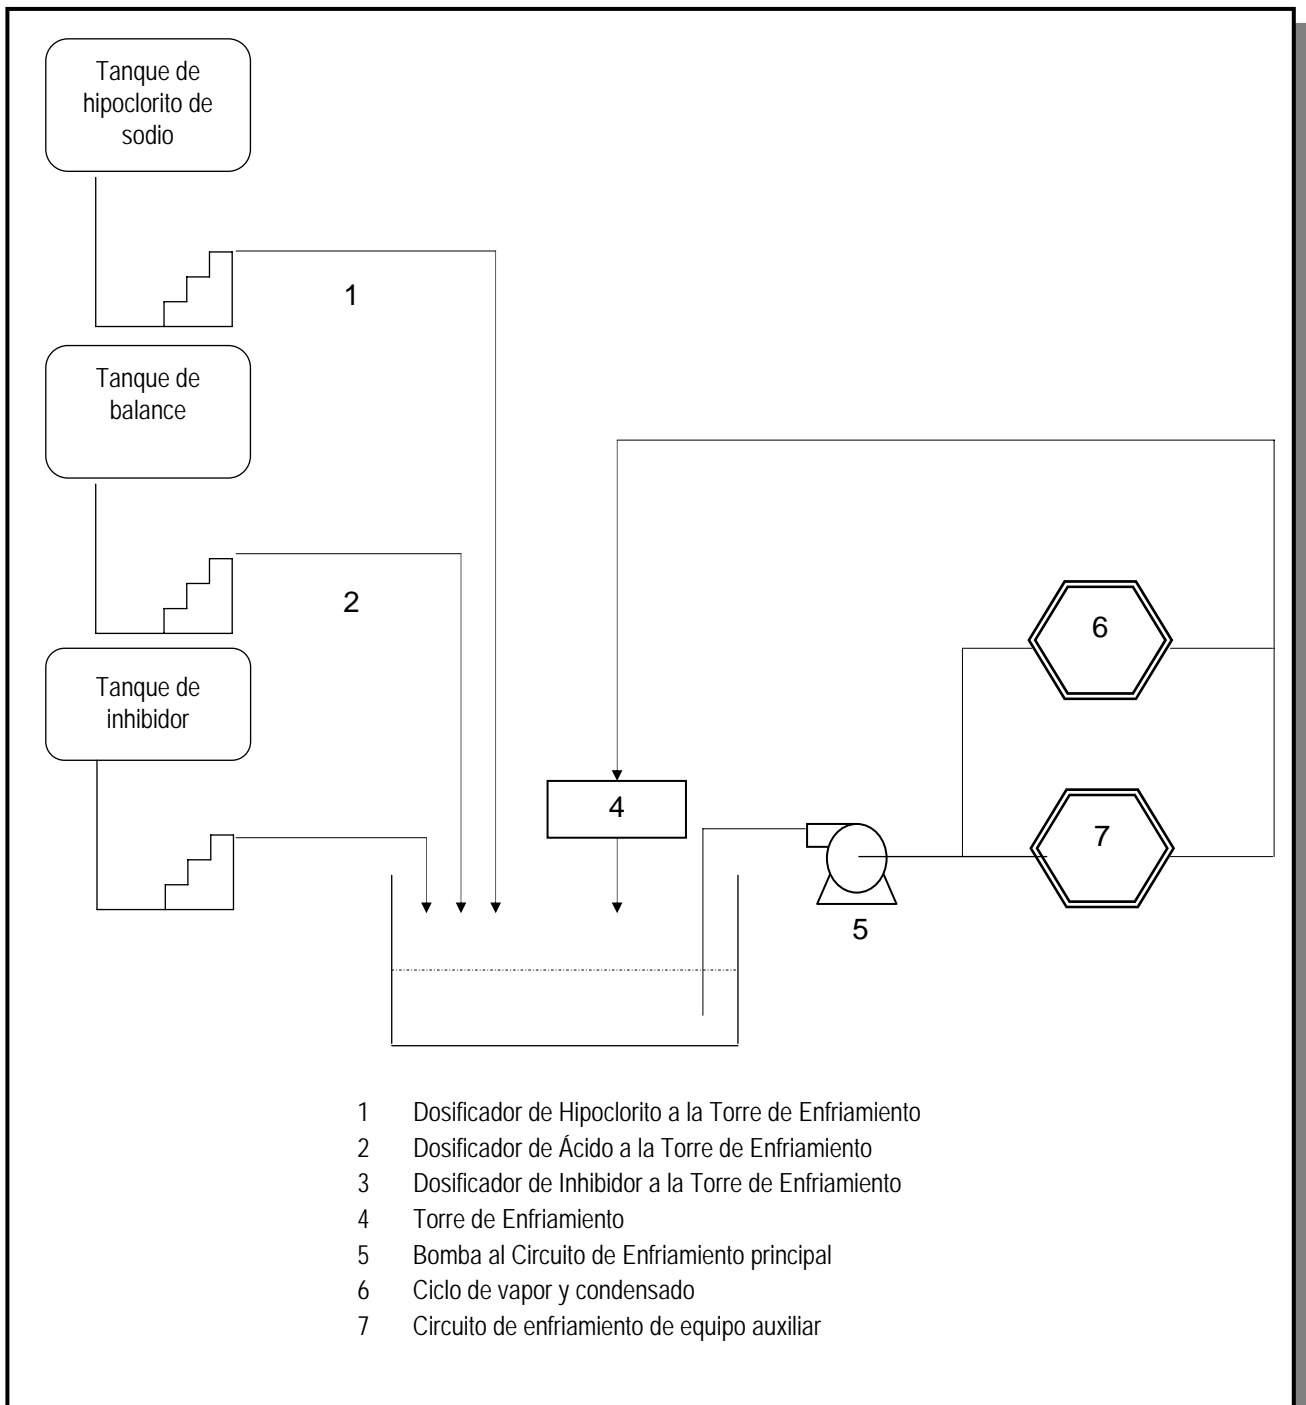 Tanque de
hipoclorito de
sodio
1
Tanque de
balance
2
Tanque de
inhibidor
4
5
6
7
1 Dosificador de Hipoclorito a la Torre de Enfriamiento
2 Dosificador de Ácido a la Torre de Enfriamiento
3 Dosificador de Inhibidor a la Torre de Enfriamiento
4 Torre de Enfriamiento
5 Bomba al Circuito de Enfriamiento principal
6 Ciclo de vapor y condensado
7 Circuito de enfriamiento de equipo auxiliar